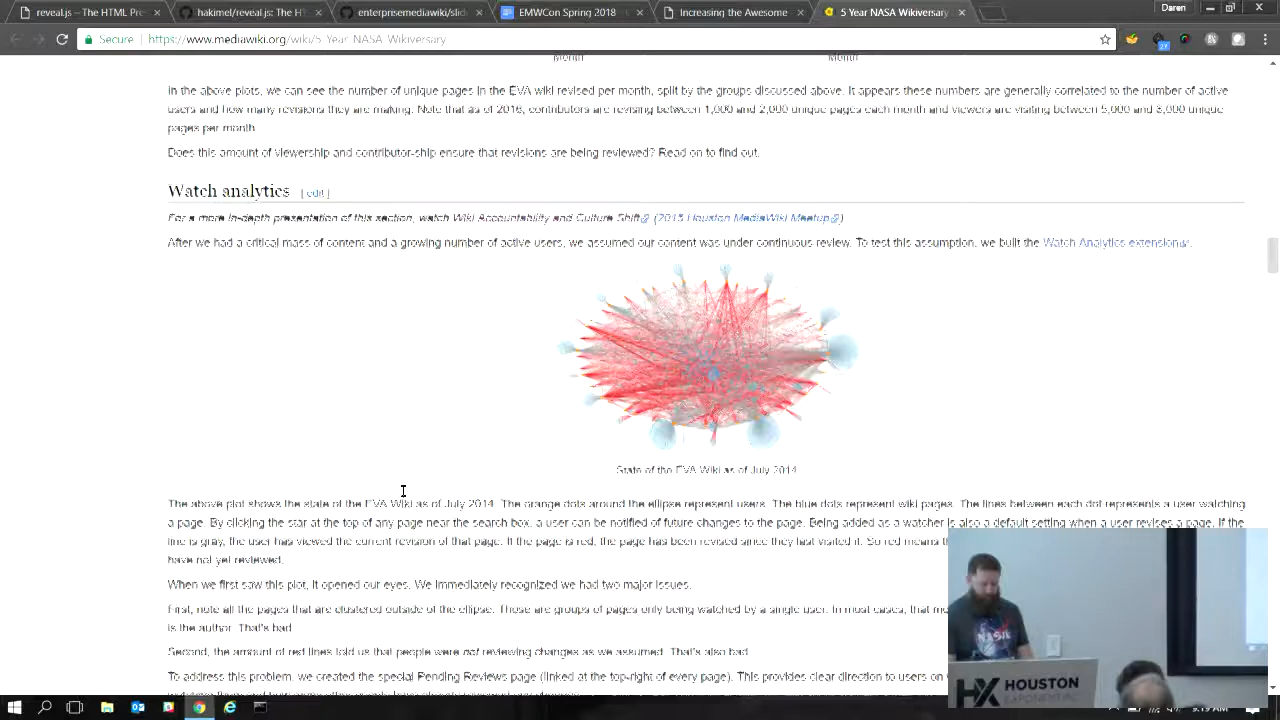 reveal.js – The HTML Pre
hakimel/reveal.js: The HT
enterprisemediawiki/slid
EMWCon Spring 2018
Increasing the Awesome
5 Year NASA Wikiversary
Daren
Secure
https://www.mediawiki.org/wiki/5_Year_NASA_Wikiversary
Month Month
In the above plots, we can see the number of unique pages in the EVA wiki revised per month, split by the groups discussed above. It appears these numbers are generally correlated to the number of active
users and how many revisions they are making. Note that as of 2016, contributors are revising between 1,000 and 2,000 unique pages each month and viewers are visiting between 5,000 and 8,000 unique
pages per month.
Does this amount of viewership and contributor-ship ensure that revisions are being reviewed? Read on to find out.
Watch analytics [ edit ]
For a more in-depth presentation of this section, watch Wiki Accountability and Culture Shift (2015 Houston MediaWiki Meetup)
After we had a critical mass of content and a growing number of active users, we assumed our content was under continuous review. To test this assumption, we built the Watch Analytics extension.
State of the EVA Wiki as of July 2014
The above plot shows the state of the EVA Wiki as of July 2014. The orange dots around the ellipse represent users. The blue dots represent wiki pages. The lines between each dot represents a user watching
a page. By clicking the star at the top of any page near the search box, a user can be notified of future changes to the page. Being added as a watcher is also a default setting when a user revises a page. If the
line is gray, the user has viewed the current revision of that page. If the page is red, the page has been revised since they last visited it. So red means th
have not yet reviewed.
When we first saw this plot, it opened our eyes. We immediately recognized we had two major issues.
First, note all the pages that are clustered outside of the ellipse. Those are groups of pages only being watched by a single user. In most cases, that
is the author. That's bad.
Second, the amount of red lines told us that people were not reviewing changes as we assumed. That's also bad.
To address this problem, we created the special Pending Reviews page (linked at the top-right of every page). This provides clear direction to users on
NASA
HX HOUSTON
EXPONENT INC
9:19 AM